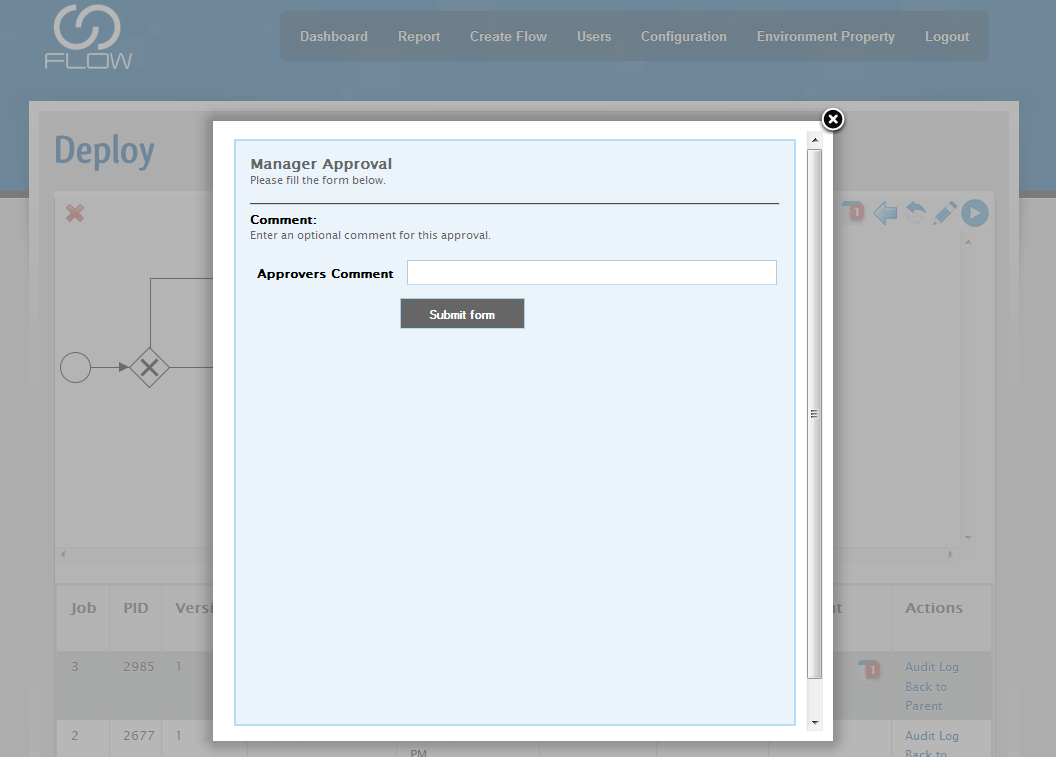 FLOW
Dashboard Report Create Flow Users Configuration Environment Property Logout
Deploy
1
Manager Approval
Please fill the form below.
Comment:
Enter an optional comment for this approval.
Approvers Comment
Submit form
Job PID Versi t Actions
3 2985 1 1 Audit Log
Back to
Parent
2 2677 1 Audit Log
PM Back to